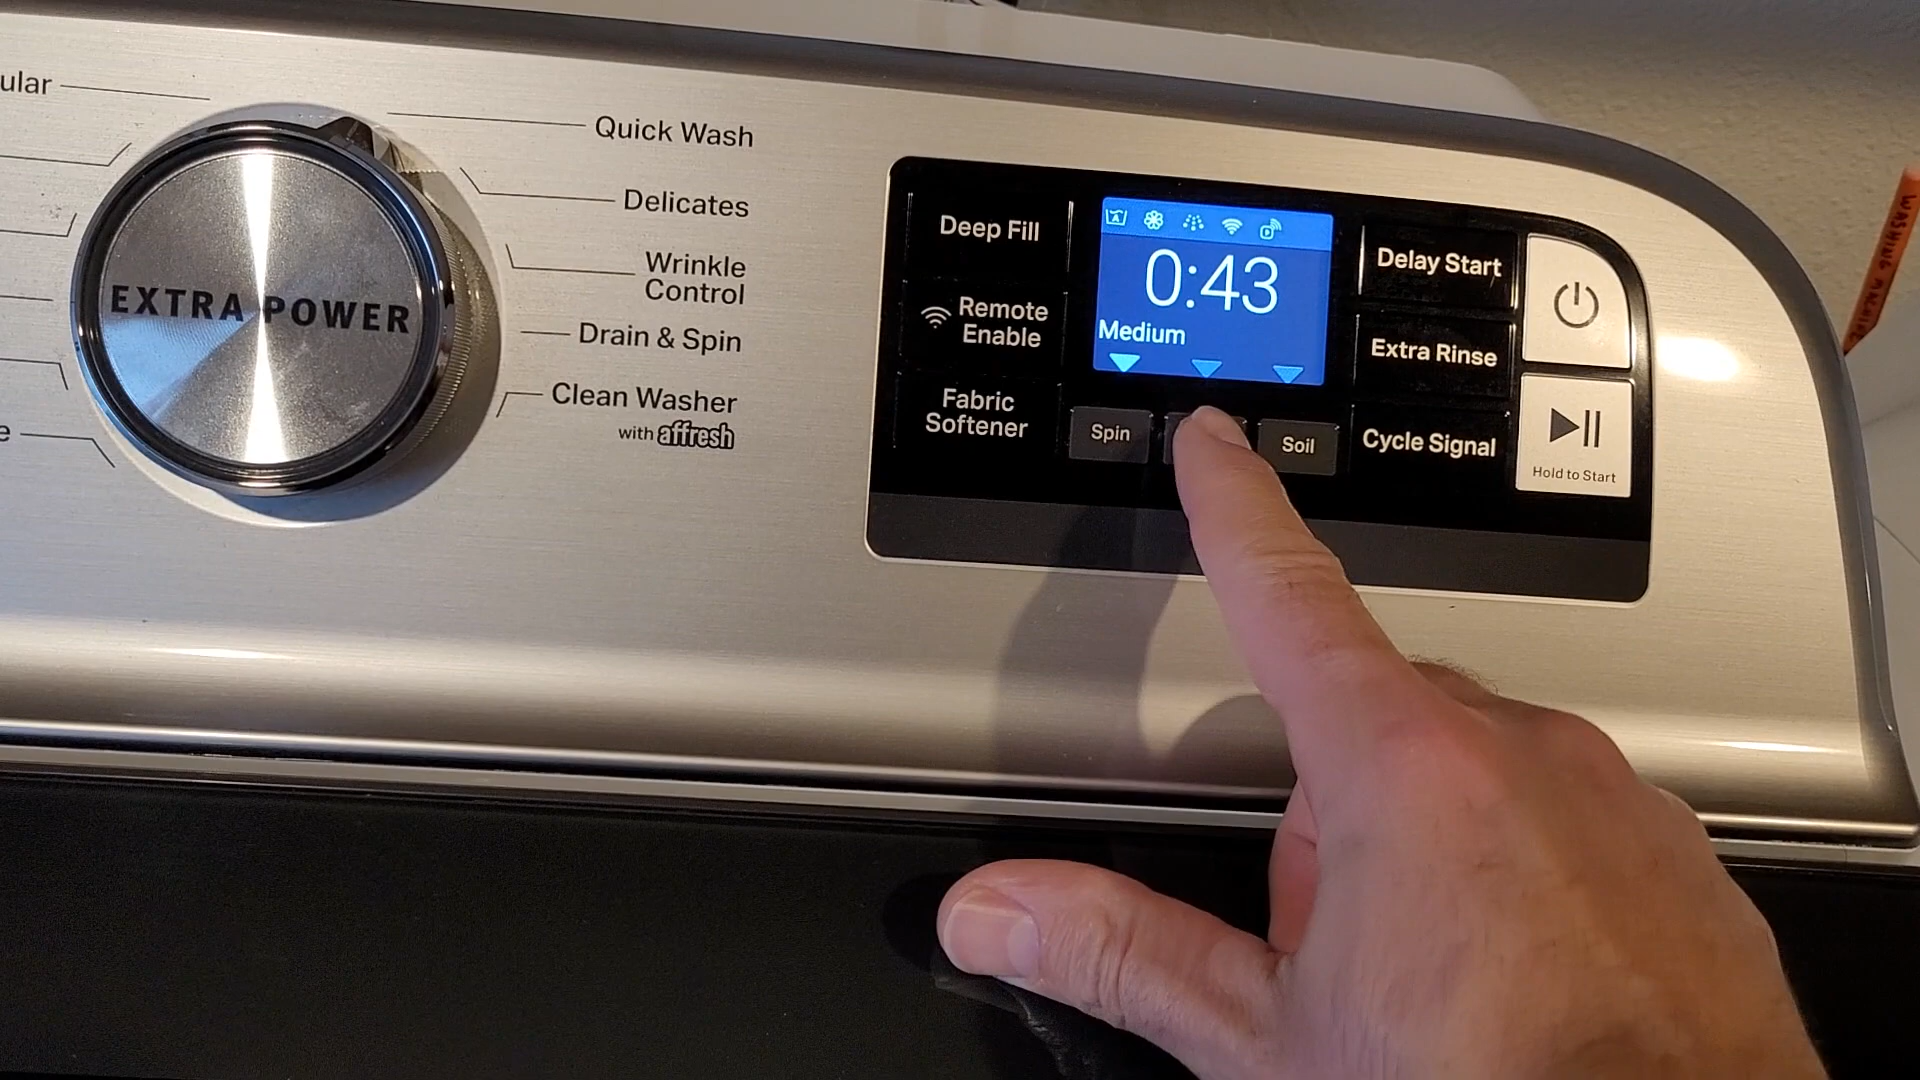 ular
Quick Wash
Delicates
Wrinkle
Control
Drain & Spin
Clean Washer
with affresh
e
EXTRA POWER
Deep Fill
Remote
Enable
Fabric
Softener
0:43
Medium
Spin
Soil
Delay Start
Extra Rinse
Cycle Signal
Hold to Start
WASHING